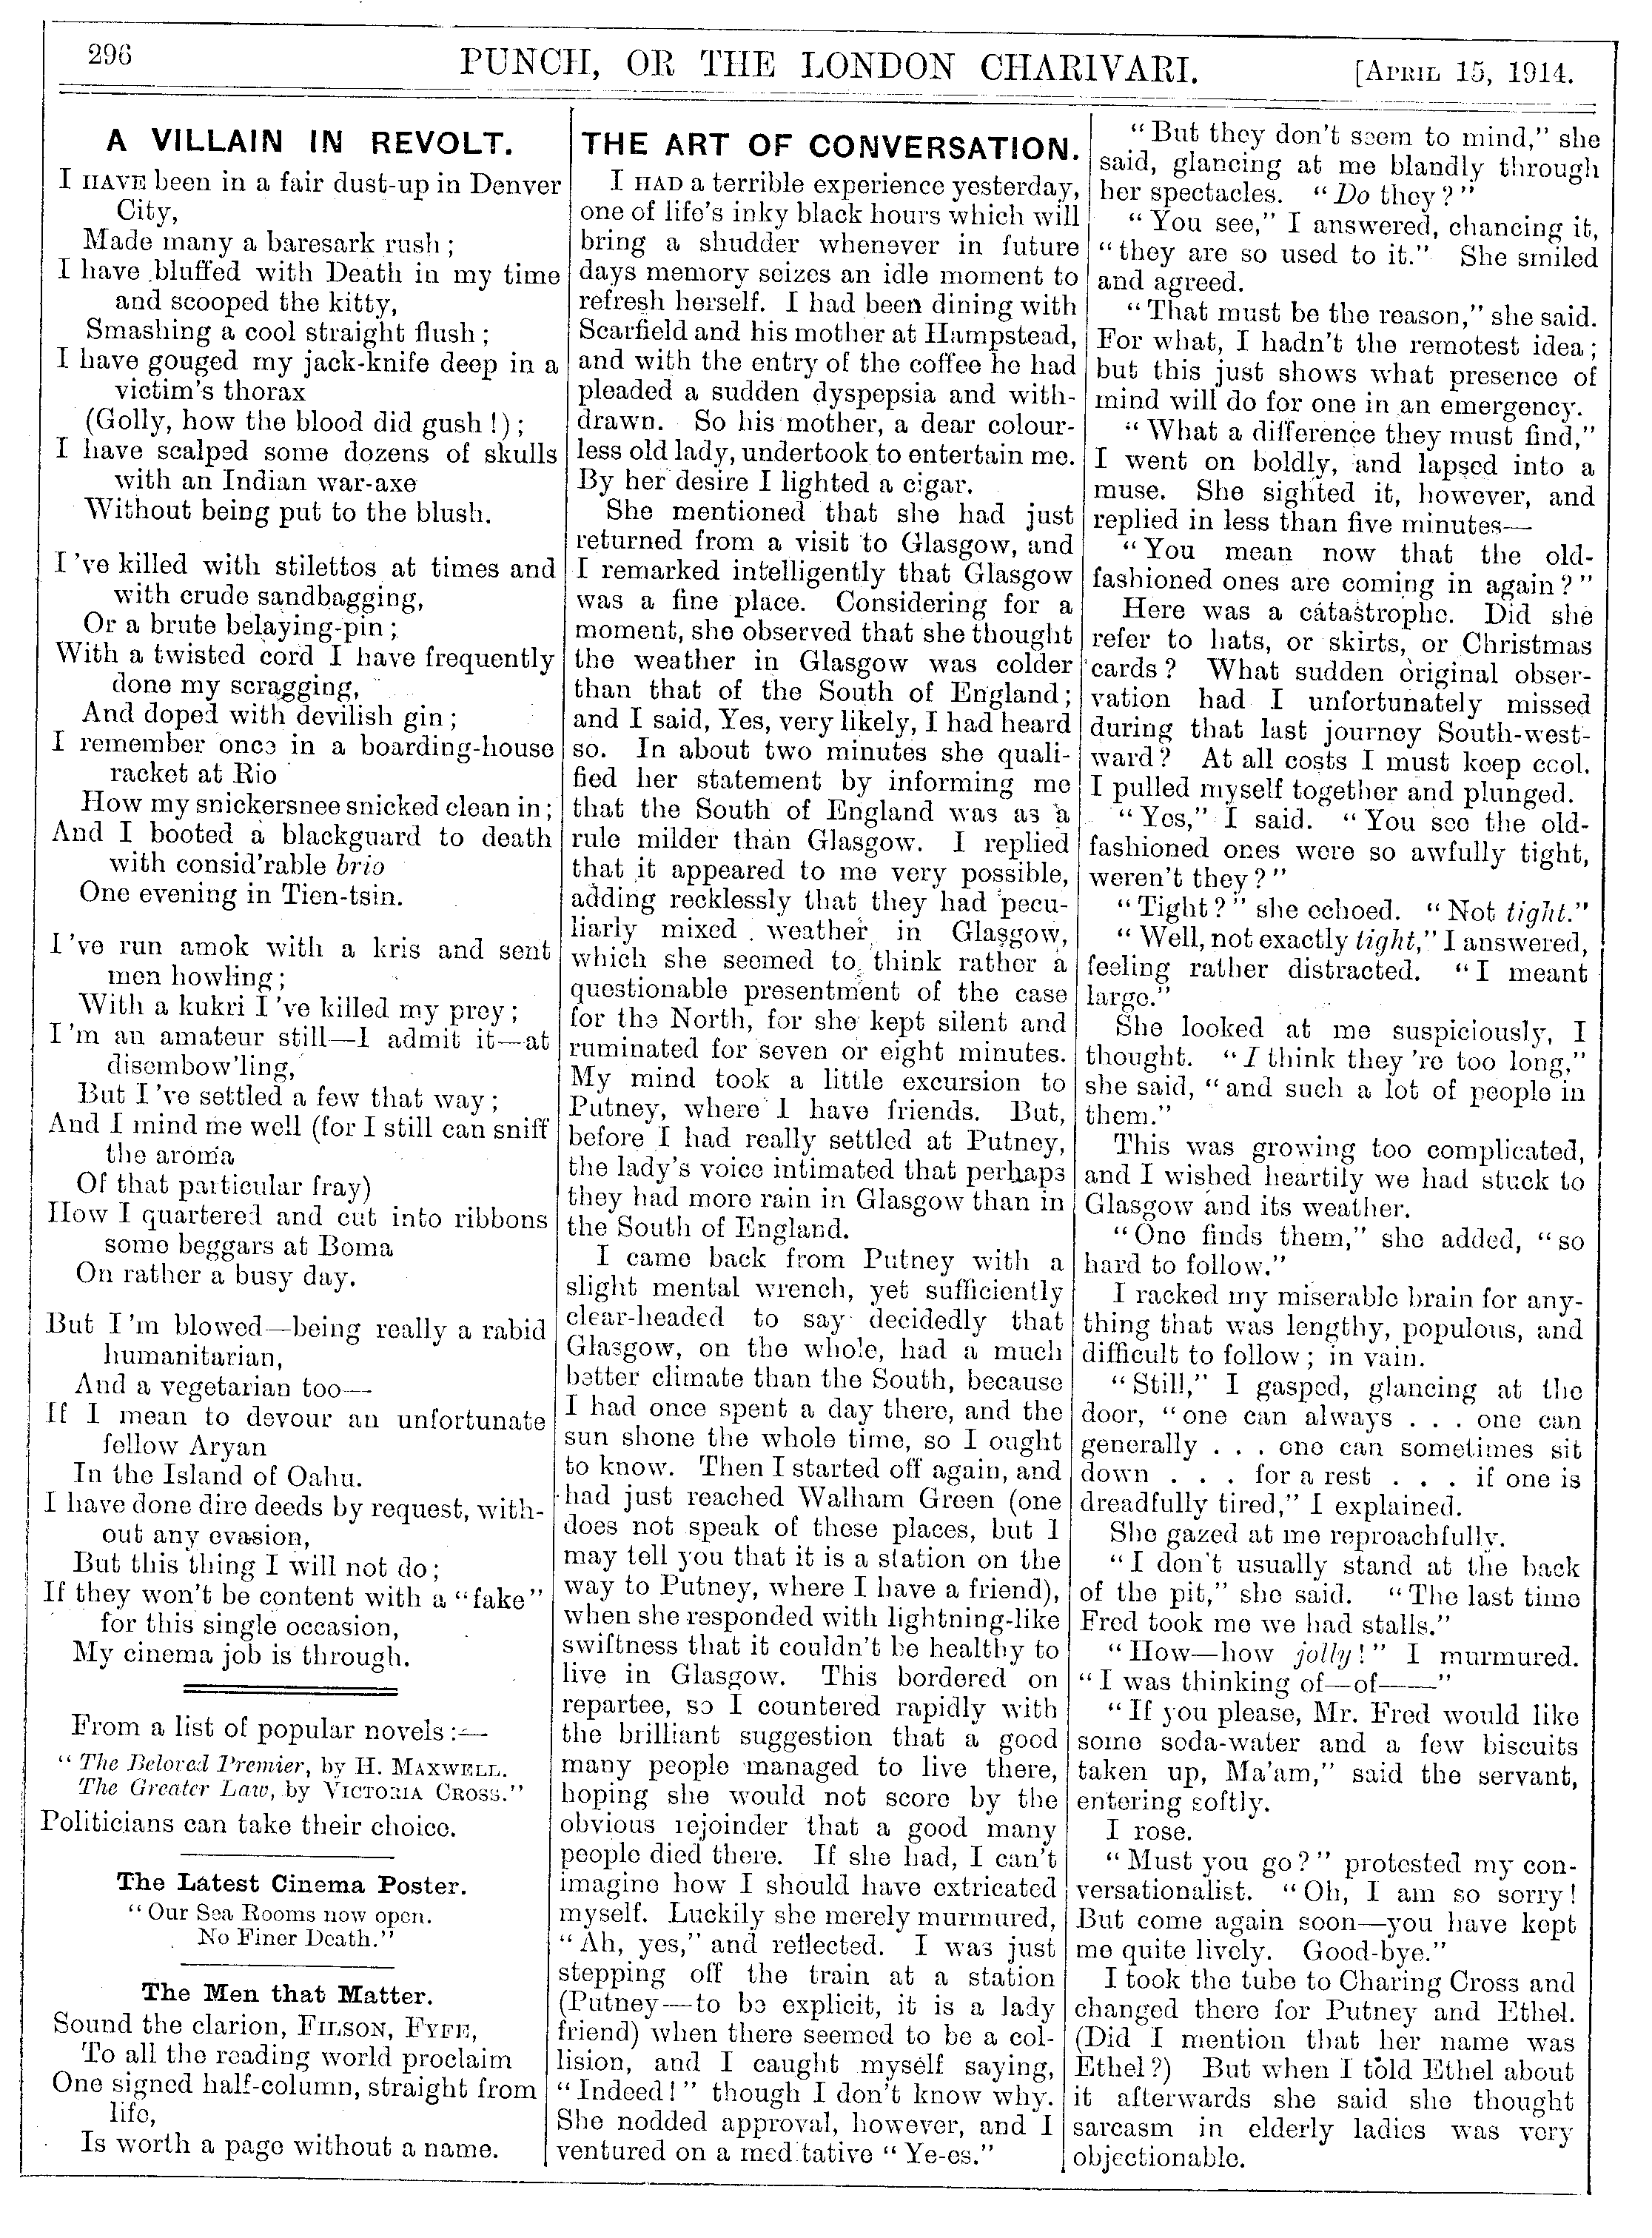 296
PUNCH, OR THE LONDON CHARIVARI.
[APRIL 15, 1914.
A VILLAIN IN REVOLT.
I HAVE been in a fair dust-up in Denver
City,
Made many a baresark rush;
I have bluffed with Death in my time
and scooped the kitty,
Smashing a cool straight flush;
I have gouged my jack-knife deep in a
victim's thorax
(Golly, how the blood did gush!);
I have scalped some dozens of skulls
with an Indian war-axe
Without being put to the blush.
I've killed with stilettos at times and
with crude sandbagging,
Or a brute belaying-pin;
With a twisted cord I have frequently
done my scragging,
And doped with devilish gin;
I remember once in a boarding-house
racket at Rio
How my snickersnee snicked clean in;
And I booted a blackguard to death
with consid'rable brio
One evening in Tien-tsin.
I've run amok with a kris and sent
men howling;
With a kukri I've killed my prey;
I'm an amateur still—I admit it—at
disembow'ling,
But I've settled a few that way;
And I mind me well (for I still can sniff
the aroma
Of that particular fray)
How I quartered and cut into ribbons
some beggars at Boma
On rather a busy day.
But I'm blowed—being really a rabid
humanitarian,
And a vegetarian too—
If I mean to devour an unfortunate
fellow Aryan
In the Island of Oahu.
I have done dire deeds by request, with-
out any evasion,
But this thing I will not do;
If they won't be content with a "fake"
for this single occasion,
My cinema job is through.
From a list of popular novels:—
"The Beloved Premier, by H. MAXWELL.
The Greater Law, by VICTORIA CROSS."
Politicians can take their choice.
The Latest Cinema Poster.
"Our Sea Rooms now open.
No Finer Death."
The Men that Matter.
Sound the clarion, FILSON, FYFE,
To all the reading world proclaim
One signed half-column, straight from
life,
Is worth a page without a name.
THE ART OF CONVERSATION.
I HAD a terrible experience yesterday,
one of life's inky black hours which will
bring a shudder whenever in future
days memory seizes an idle moment to
refresh herself. I had been dining with
Scarfield and his mother at Hampstead,
and with the entry of the coffee he had
pleaded a sudden dyspepsia and with-
drawn. So his mother, a dear colour-
less old lady, undertook to entertain me.
By her desire I lighted a cigar.
She mentioned that she had just
returned from a visit to Glasgow, and
I remarked intelligently that Glasgow
was a fine place. Considering for a
moment, she observed that she thought
the weather in Glasgow was colder
than that of the South of England;
and I said, Yes, very likely, I had heard
so. In about two minutes she quali-
fied her statement by informing me
that the South of England was as a
rule milder than Glasgow. I replied
that it appeared to me very possible,
adding recklessly that they had pecu-
liarly mixed weather in Glasgow,
which she seemed to think rather a
questionable presentment of the case
for the North, for she kept silent and
ruminated for seven or eight minutes.
My mind took a little excursion to
Putney, where I have friends. But,
before I had really settled at Putney,
the lady's voice intimated that perhaps
they had more rain in Glasgow than in
the South of England.
I came back from Putney with a
slight mental wrench, yet sufficiently
clear-headed to say decidedly that
Glasgow, on the whole, had a much
better climate than the South, because
I had once spent a day there, and the
sun shone the whole time, so I ought
to know. Then I started off again, and
had just reached Walham Green (one
does not speak of these places, but I
may tell you that it is a station on the
way to Putney, where I have a friend),
when she responded with lightning-like
swiftness that it couldn't be healthy to
live in Glasgow. This bordered on
repartee, so I countered rapidly with
the brilliant suggestion that a good
many people managed to live there,
hoping she would not score by the
obvious rejoinder that a good many
people died there. If she had, I can't
imagine how I should have extricated
myself. Luckily she merely murmured,
"Ah, yes," and reflected. I was just
stepping off the train at a station
(Putney—to be explicit, it is a lady
friend) when there seemed to be a col-
lision, and I caught myself saying,
"Indeed!" though I don't know why.
She nodded approval, however, and I
ventured on a meditative "Ye-es."
"But they don't seem to mind," she
said, glancing at me blandly through
her spectacles. "Do they?"
"You see," I answered, chancing it,
"they are so used to it." She smiled
and agreed.
"That must be the reason," she said.
For what, I hadn't the remotest idea;
but this just shows what presence of
mind will do for one in an emergency.
"What a difference they must find,"
I went on boldly, and lapsed into a
muse. She sighted it, however, and
replied in less than five minutes—
"You mean now that the old-
fashioned ones are coming in again?"
Here was a catastrophe. Did she
refer to hats, or skirts, or Christmas
cards? What sudden original obser-
vation had I unfortunately missed
during that last journey South-west-
ward? At all costs I must keep cool.
I pulled myself together and plunged.
"Yes," I said. "You see the old-
fashioned ones were so awfully tight,
weren't they?"
"Tight?" she echoed. "Not tight."
"Well, not exactly tight," I answered,
feeling rather distracted. "I meant
large."
She looked at me suspiciously, I
thought. "I think they're too long,"
she said, "and such a lot of people in
them."
This was growing too complicated,
and I wished heartily we had stuck to
Glasgow and its weather.
"One finds them," she added, "so
hard to follow."
I racked my miserable brain for any-
thing that was lengthy, populous, and
difficult to follow; in vain.
"Still," I gasped, glancing at the
door, "one can always . . . one can
generally . . . one can sometimes sit
down . . . for a rest . . . if one is
dreadfully tired," I explained.
She gazed at me reproachfully.
"I don't usually stand at the back
of the pit," she said. "The last time
Fred took me we had stalls."
"How—how jolly!" I murmured.
"I was thinking of—of——"
"If you please, Mr. Fred would like
some soda-water and a few biscuits
taken up, Ma'am," said the servant,
entering softly.
I rose.
"Must you go?" protested my con-
versationalist. "Oh, I am so sorry!
But come again soon—you have kept
me quite lively. Good-bye."
I took the tube to Charing Cross and
changed there for Putney and Ethel.
(Did I mention that her name was
Ethel?) But when I told Ethel about
it afterwards she said she thought
sarcasm in elderly ladies was very
objectionable.